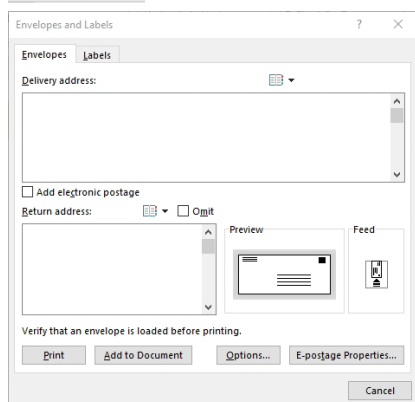 Envelopes and Labels ? ×
Envelopes Labels
Delivery address:
Add electronic postage
Return address: Omit
Preview Feed
Verify that an envelope is loaded before printing.
Print Add to Document Options... E-postage Properties...
Cancel